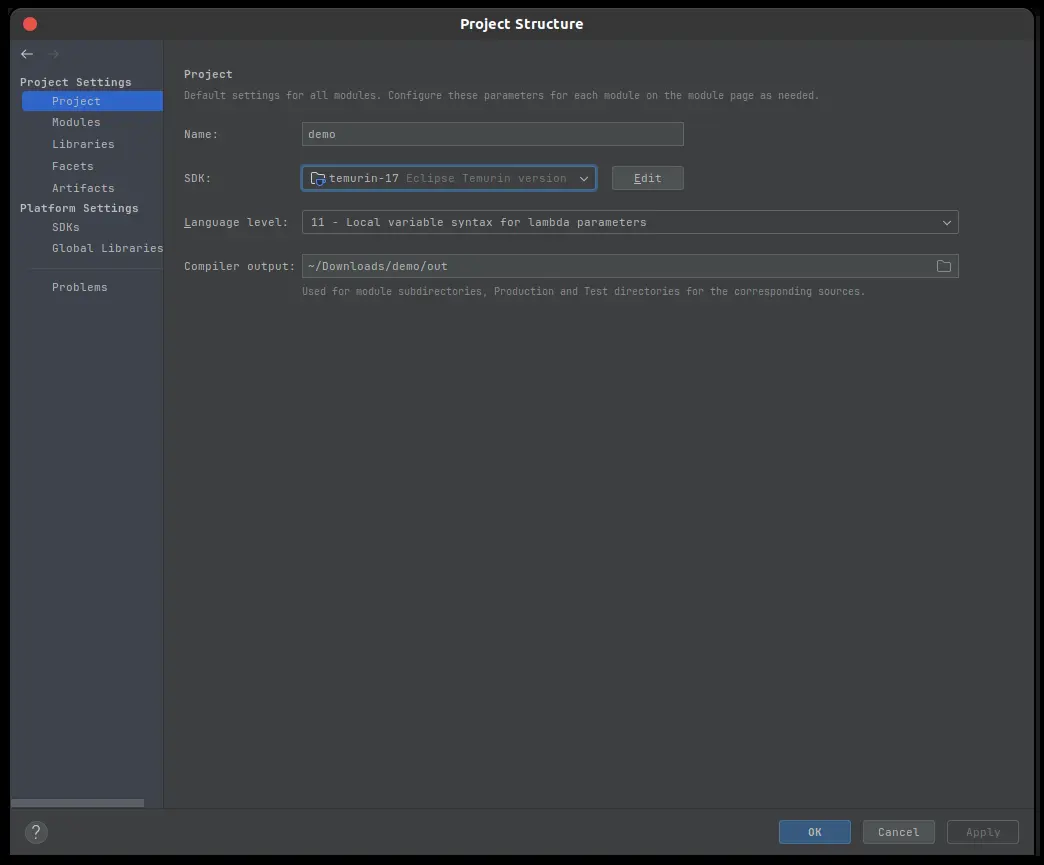 Project Structure
Project Settings
Project
Modules
Libraries
Facets
Artifacts
Platform Settings
SDKs
Global Libraries
Problems
Project
Default settings for all modules. Configure these parameters for each module on the module page as needed.
Name: demo
SDK: temurin-17 Eclipse Temurin version Edit
Language level: 11 - Local variable syntax for lambda parameters
Compiler output: ~/Downloads/demo/out
Used for module subdirectories, Production and Test directories for the corresponding sources.
? OK Cancel Apply